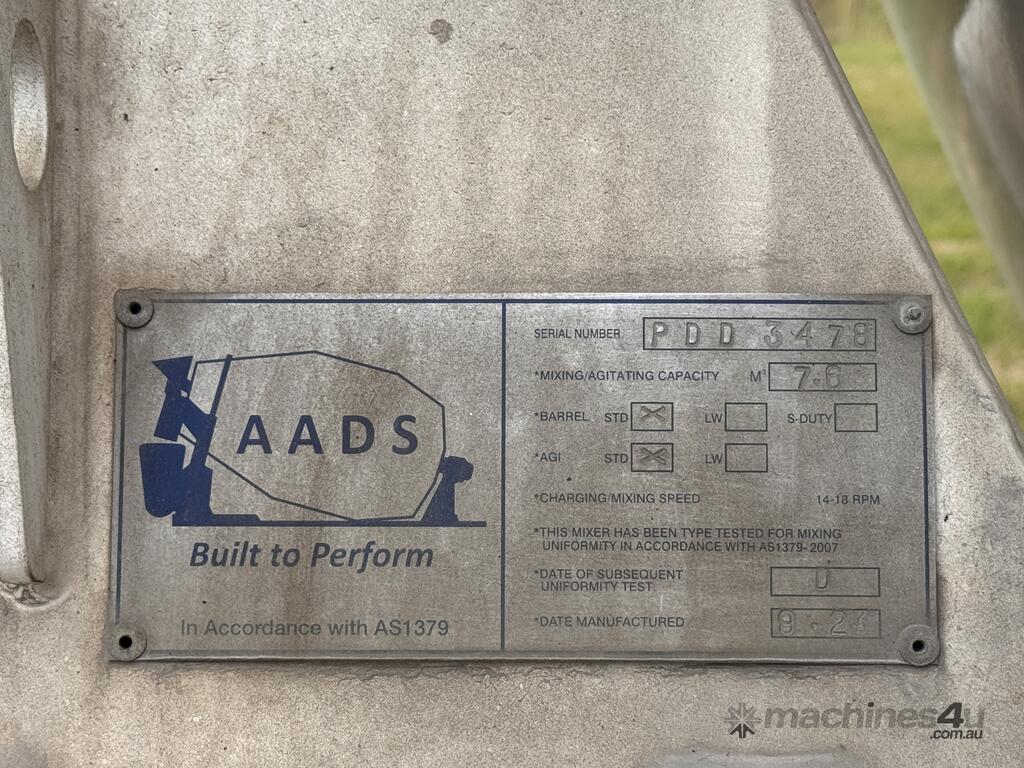 AADS
Built to Perform
In Accordance with AS1379
SERIAL NUMBER PDD 3478
*MIXING/AGITATING CAPACITY M³ 7.6
*BARREL STD X LW S-DUTY
*AGI STD X LW
*CHARGING/MIXING SPEED 14-18 RPM
*THIS MIXER HAS BEEN TYPE TESTED FOR MIXING
UNIFORMITY IN ACCORDANCE WITH AS1379-2007
*DATE OF SUBSEQUENT
UNIFORMITY TEST.
*DATE MANUFACTURED
machines4u
.com.au